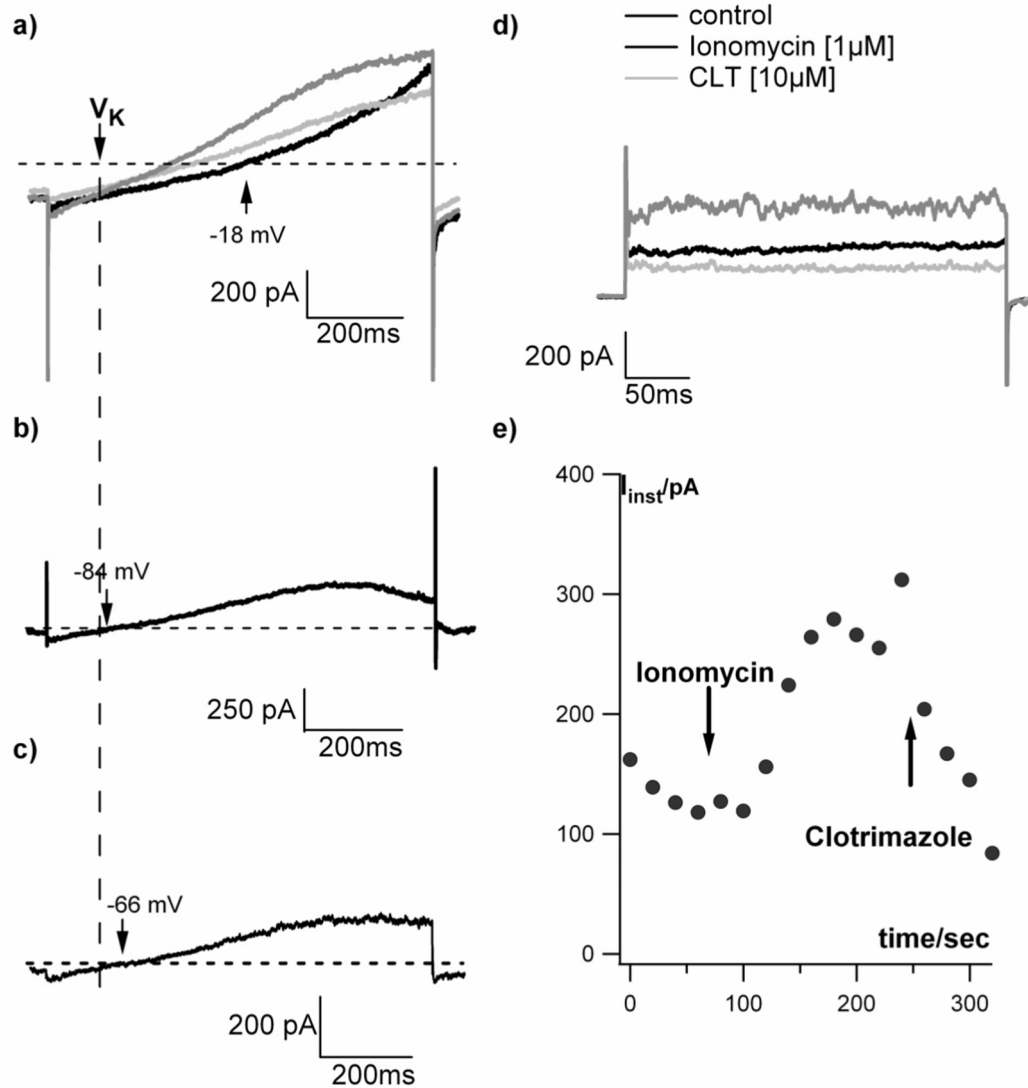 a)
V_K
-18 mV
200 pA
200ms
b)
-84 mV
250 pA
200ms
c)
-66 mV
200 pA
200ms
d)
control
Ionomycin [1µM]
CLT [10µM]
200 pA
50ms
e)
I_inst/pA
400
300
200
100
0
Ionomycin
Clotrimazole
time/sec
0 100 200 300